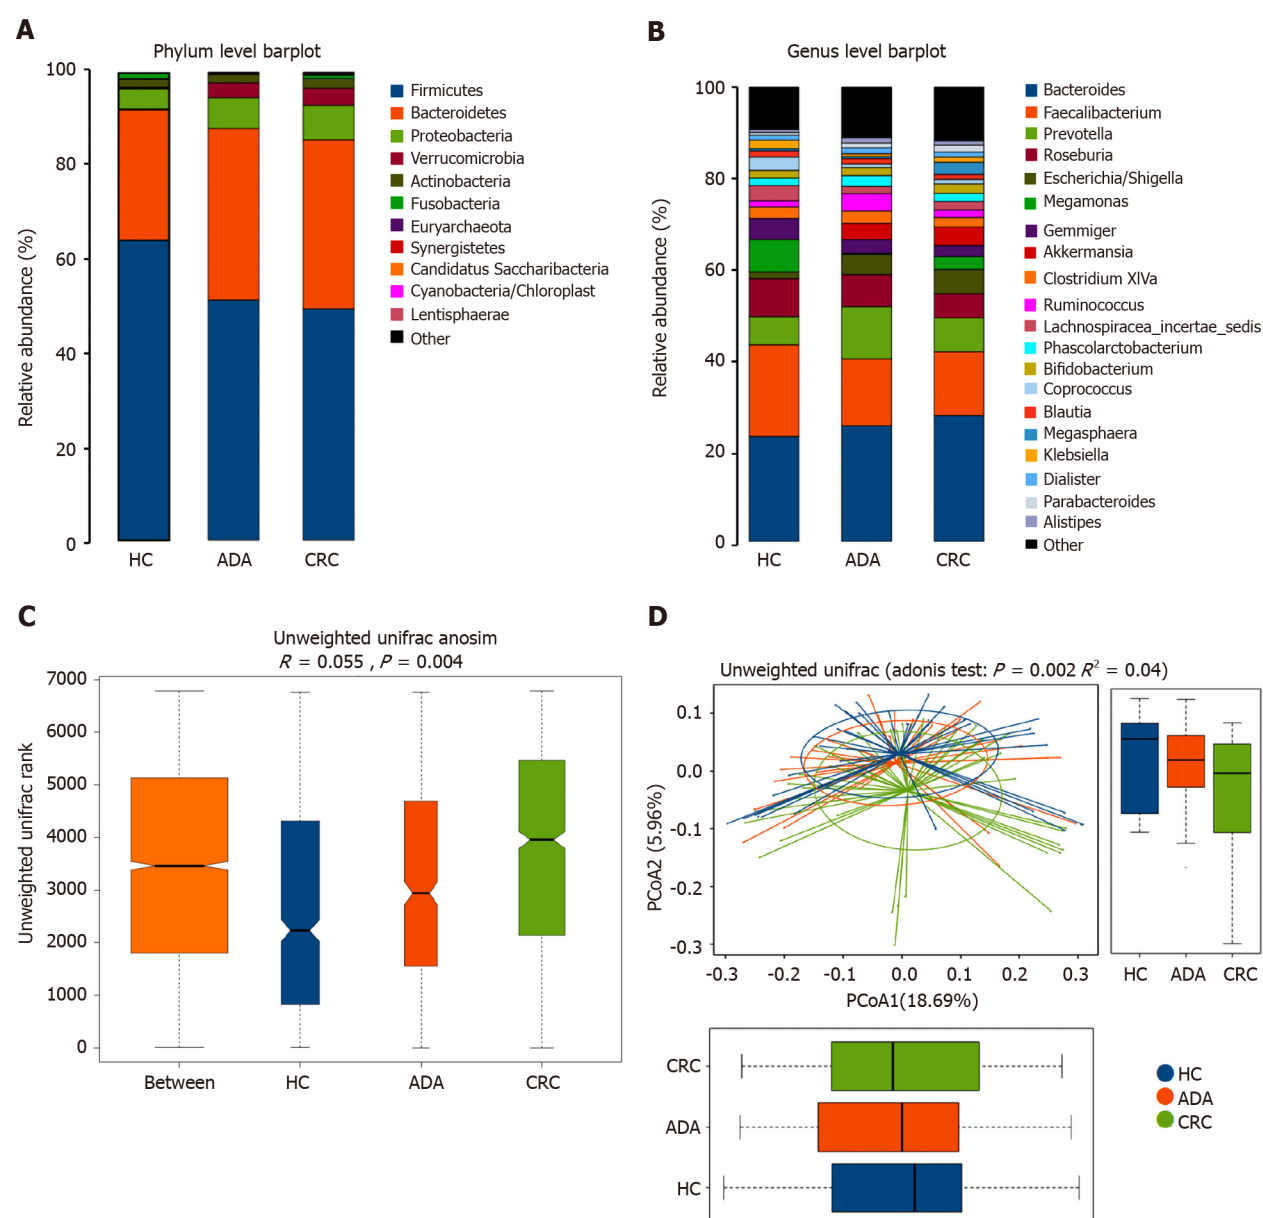 A
Phylum level barplot
Relative abundance (%)
100
80
60
40
20
0
HC
ADA
CRC
Firmicutes
Bacteroidetes
Proteobacteria
Verrucomicrobia
Actinobacteria
Fusobacteria
Euryarchaeota
Synergistetes
Candidatus Saccharibacteria
Cyanobacteria/Chloroplast
Lentisphaerae
Other
B
Genus level barplot
Relative abundance (%)
100
80
60
40
20
0
HC
ADA
CRC
Bacteroides
Faecalibacterium
Prevotella
Roseburia
Escherichia/Shigella
Megamonas
Gemmiger
Akkermansia
Clostridium XlVa
Ruminococcus
Lachnospiracea_incertae_sedis
Phascolarctobacterium
Bifidobacterium
Coprococcus
Blautia
Megasphaera
Klebsiella
Dialister
Parabacteroides
Alistipes
Other
C
Unweighted unifrac anosim
R = 0.055 , P = 0.004
Unweighted unifrac rank
7000
6000
5000
4000
3000
2000
1000
0
Between
HC
ADA
CRC
D
Unweighted unifrac (adonis test: P = 0.002 R² = 0.04)
PCoA2 (5.96%)
0.1
0.0
-0.1
-0.2
-0.3
-0.3
-0.2
-0.1
0.0
0.1
0.2
0.3
PCoA1(18.69%)
HC
ADA
CRC
CRC
ADA
HC
HC
ADA
CRC